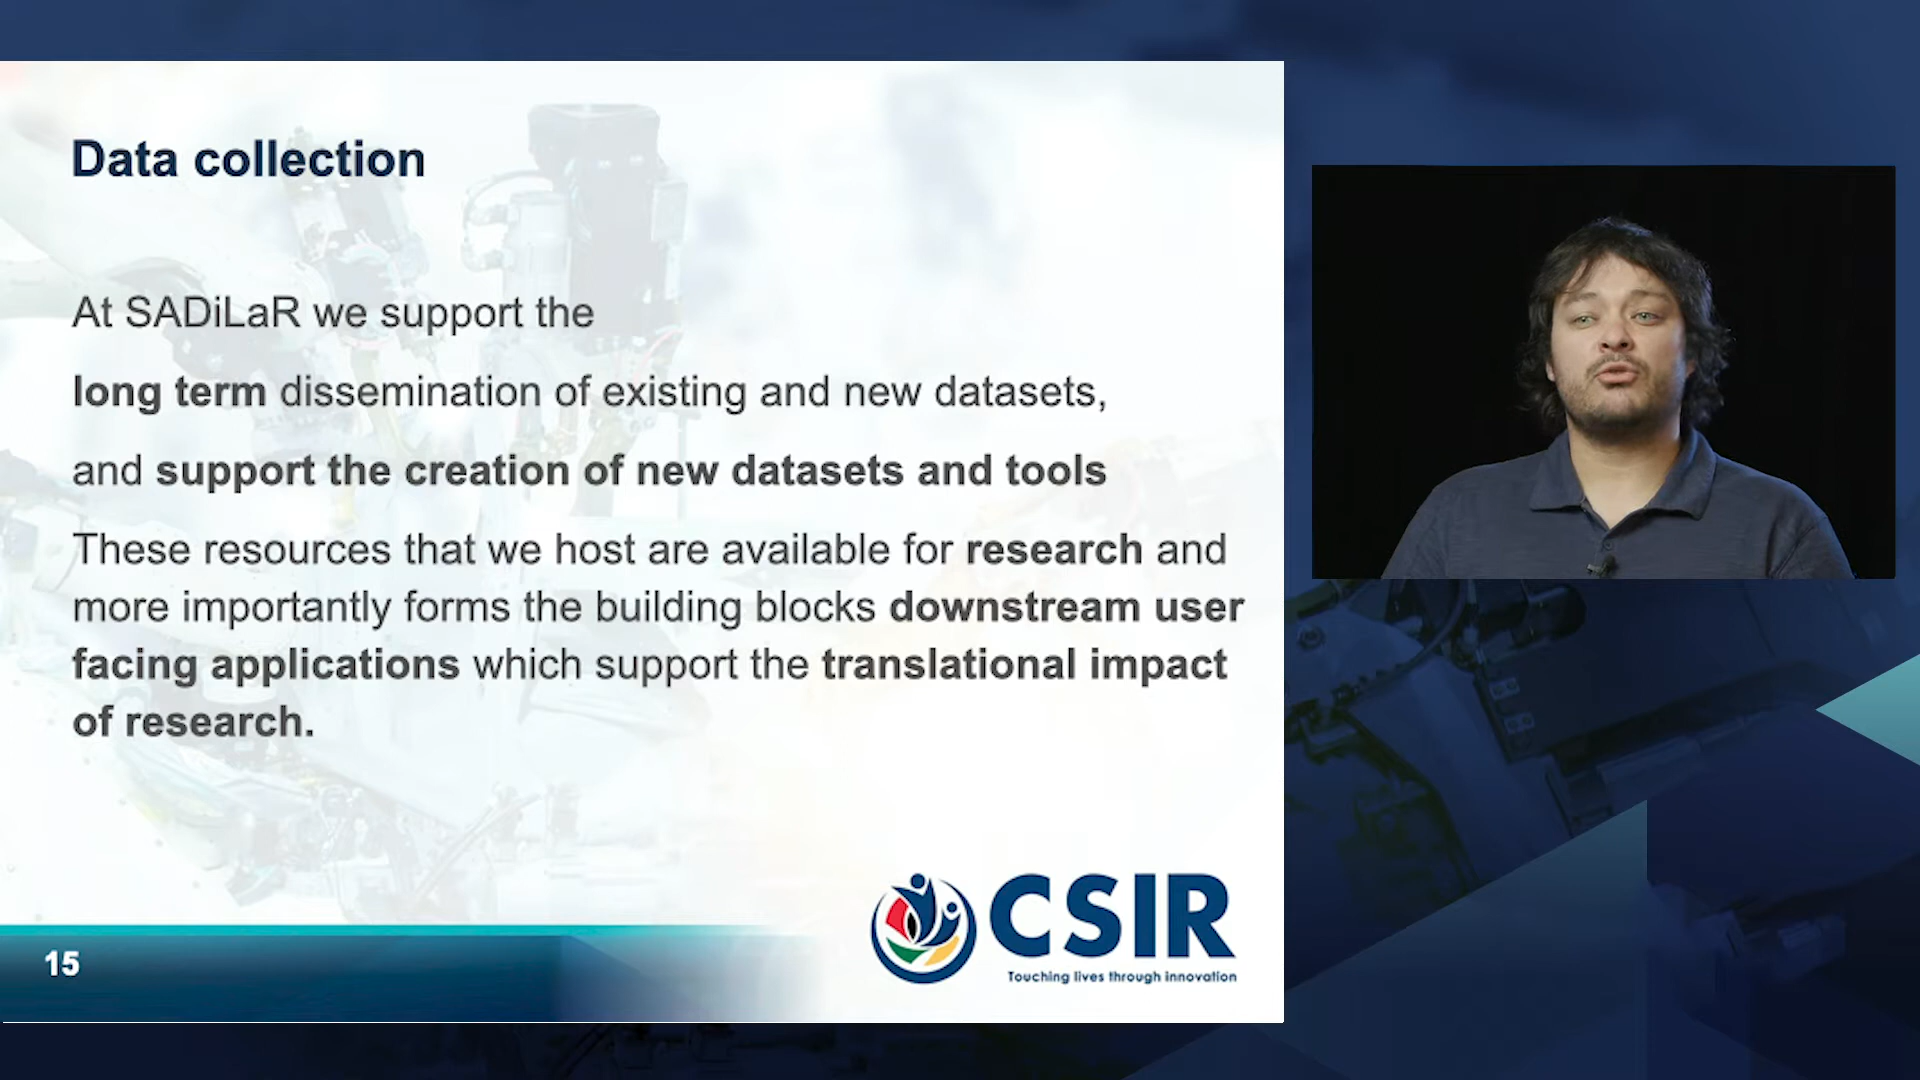 Data collection
At SADiLaR we support the
long term dissemination of existing and new datasets,
and support the creation of new datasets and tools
These resources that we host are available for research and
more importantly forms the building blocks downstream user
facing applications which support the translational impact
of research.
15
CSIR
Touching lives through innovation